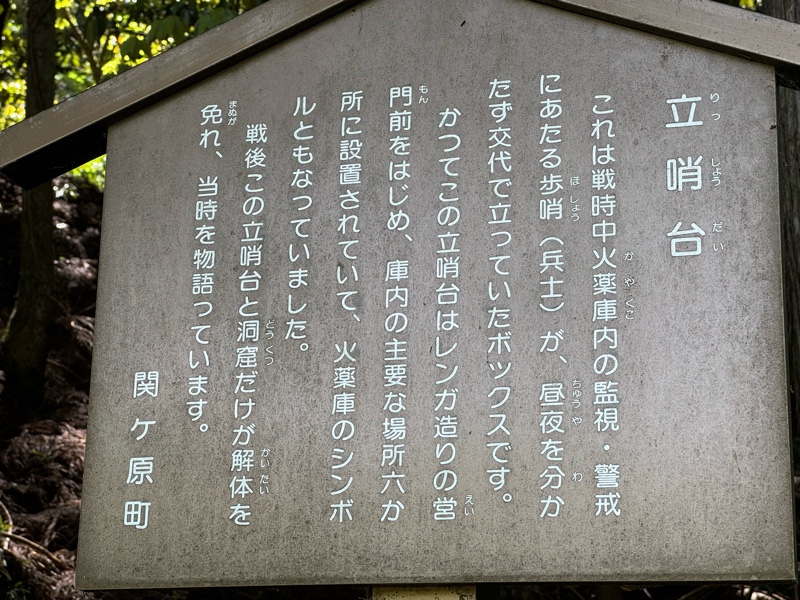 立哨台
これは戦時中火薬庫内の監視・警戒
にあたる歩哨（兵士）が、昼夜を分か
たず交代で立っていたボックスです。
かつてこの立哨台はレンガ造りの営
門前をはじめ、庫内の主要な場所六か
所に設置されていて、火薬庫のシンボ
ルともなっていました。
戦後この立哨台と洞窟だけが解体を
免れ、当時を物語っています。
関ヶ原町